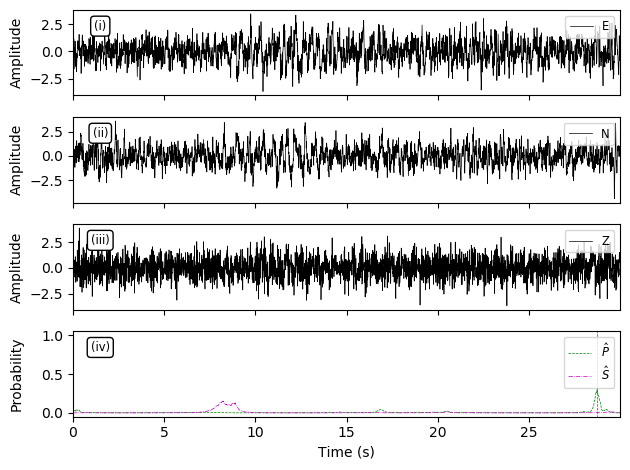 (i)
E
Amplitude
2.5
0.0
−2.5
(ii)
N
Amplitude
2.5
0.0
−2.5
(iii)
Z
Amplitude
2.5
0.0
−2.5
(iv)
P̂
Ŝ
Probability
1.0
0.5
0.0
0 5 10 15 20 25
Time (s)